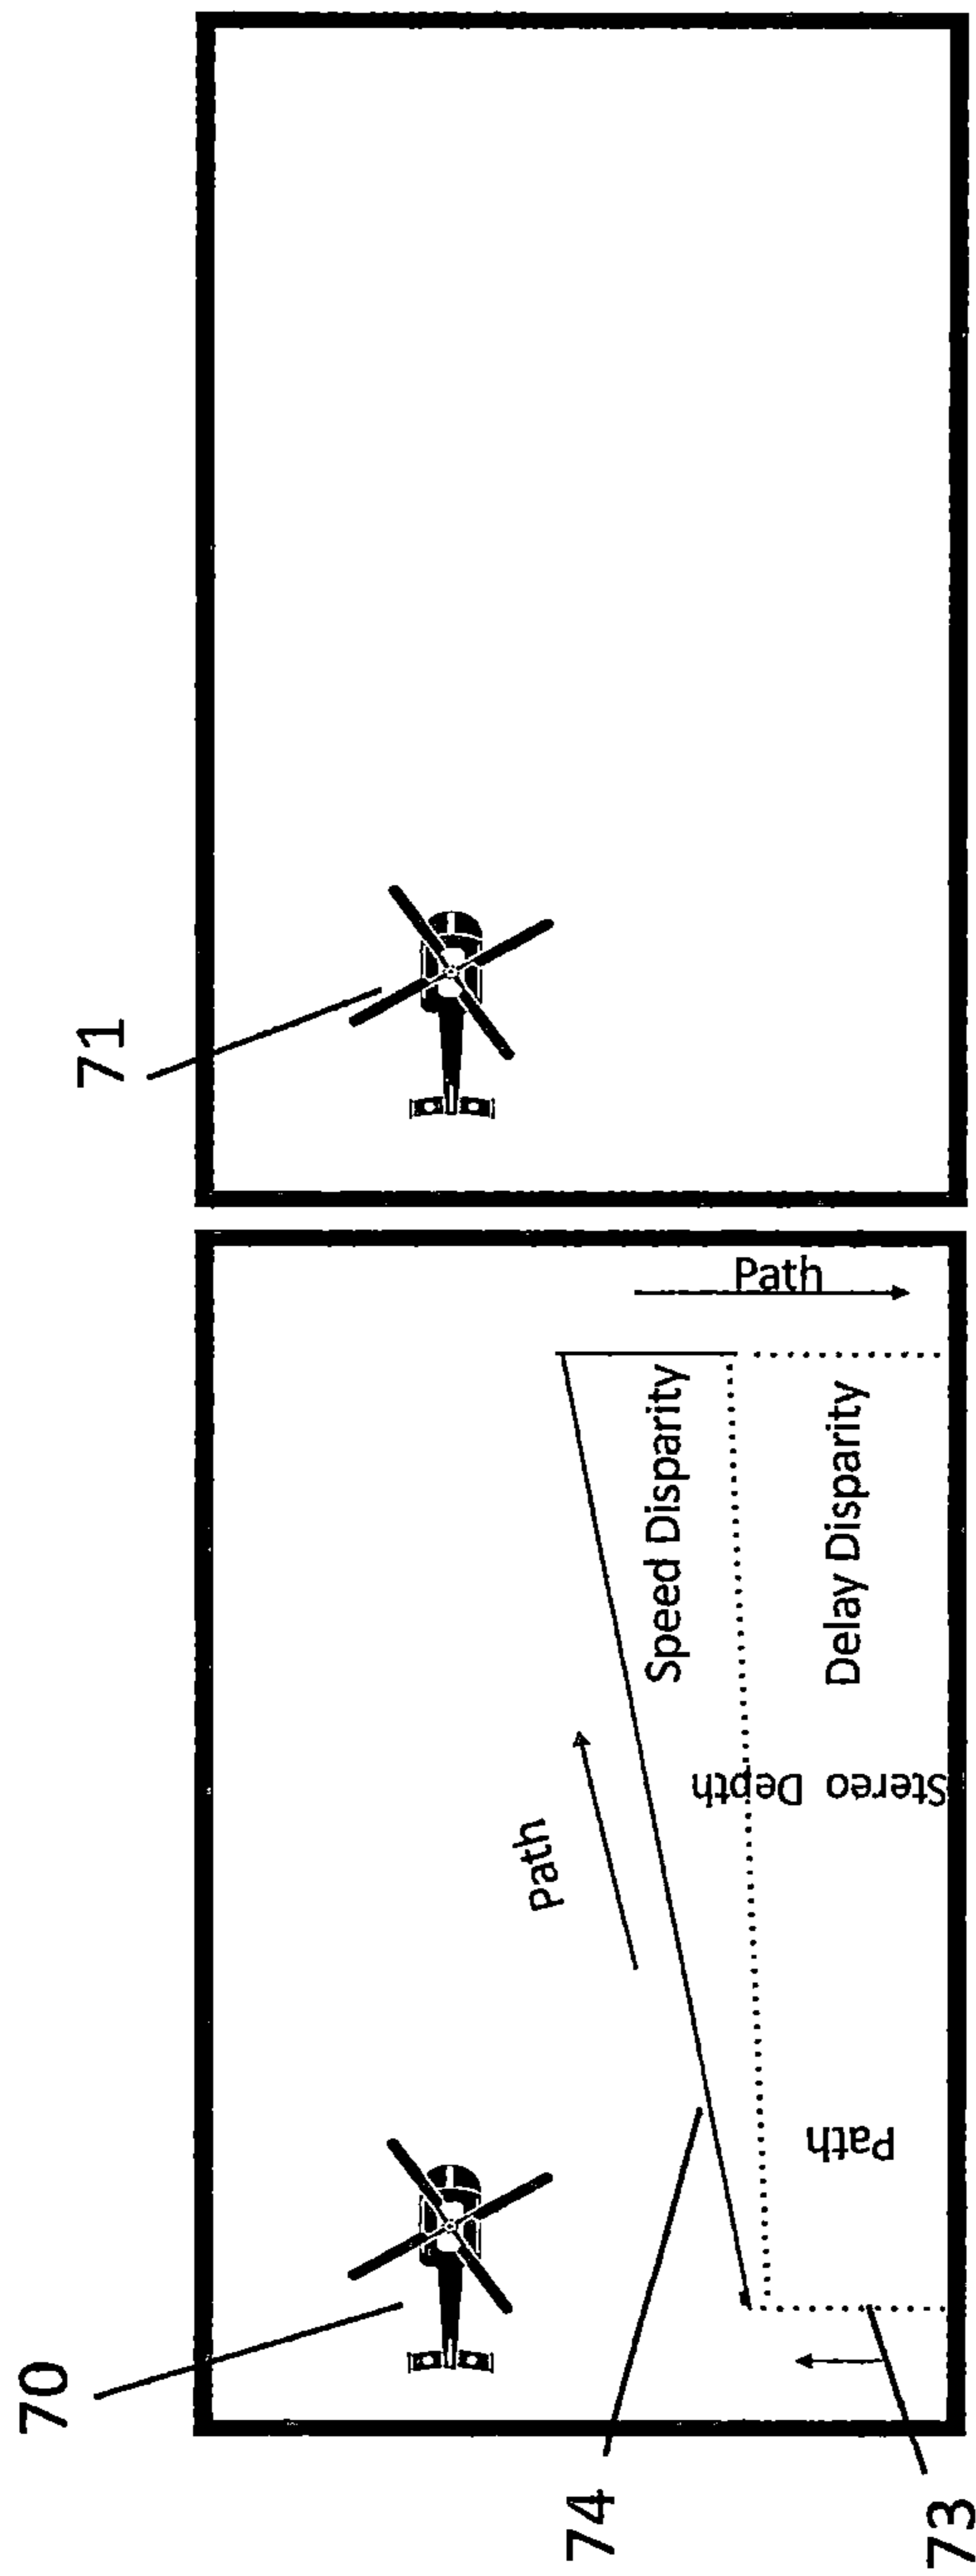 70
71
Path
Path
Speed Disparity
Stereo Depth
Delay Disparity
Path
74
73